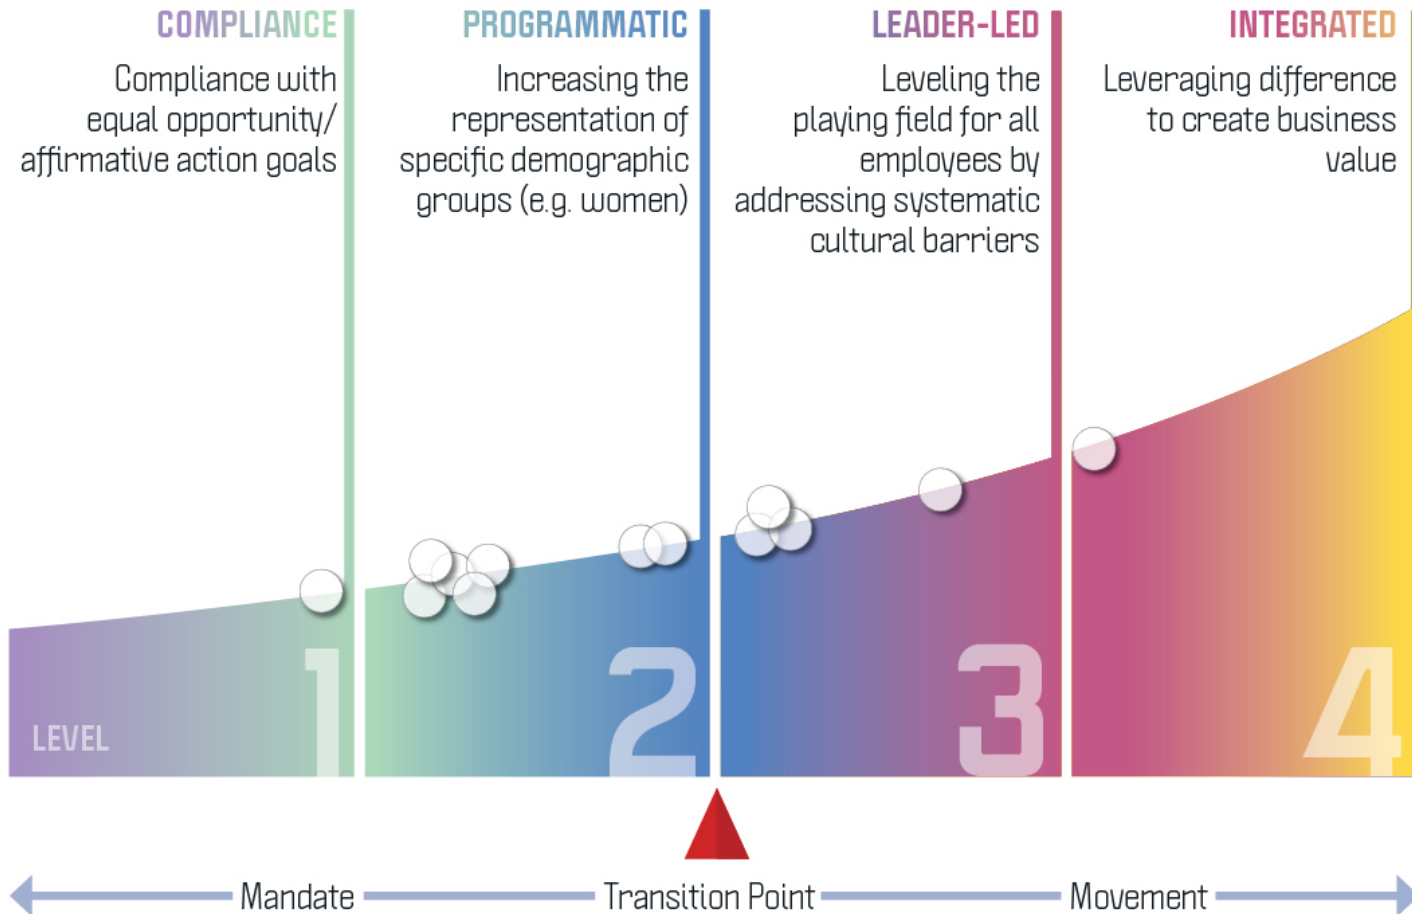 COMPLIANCE
Compliance with
equal opportunity/
affirmative action goals
PROGRAMMATIC
Increasing the
representation of
specific demographic
groups (e.g. women)
LEADER-LED
Leveling the
playing field for all
employees by
addressing systematic
cultural barriers
INTEGRATED
Leveraging difference
to create business
value
LEVEL
1
2
3
4
Mandate
Transition Point
Movement